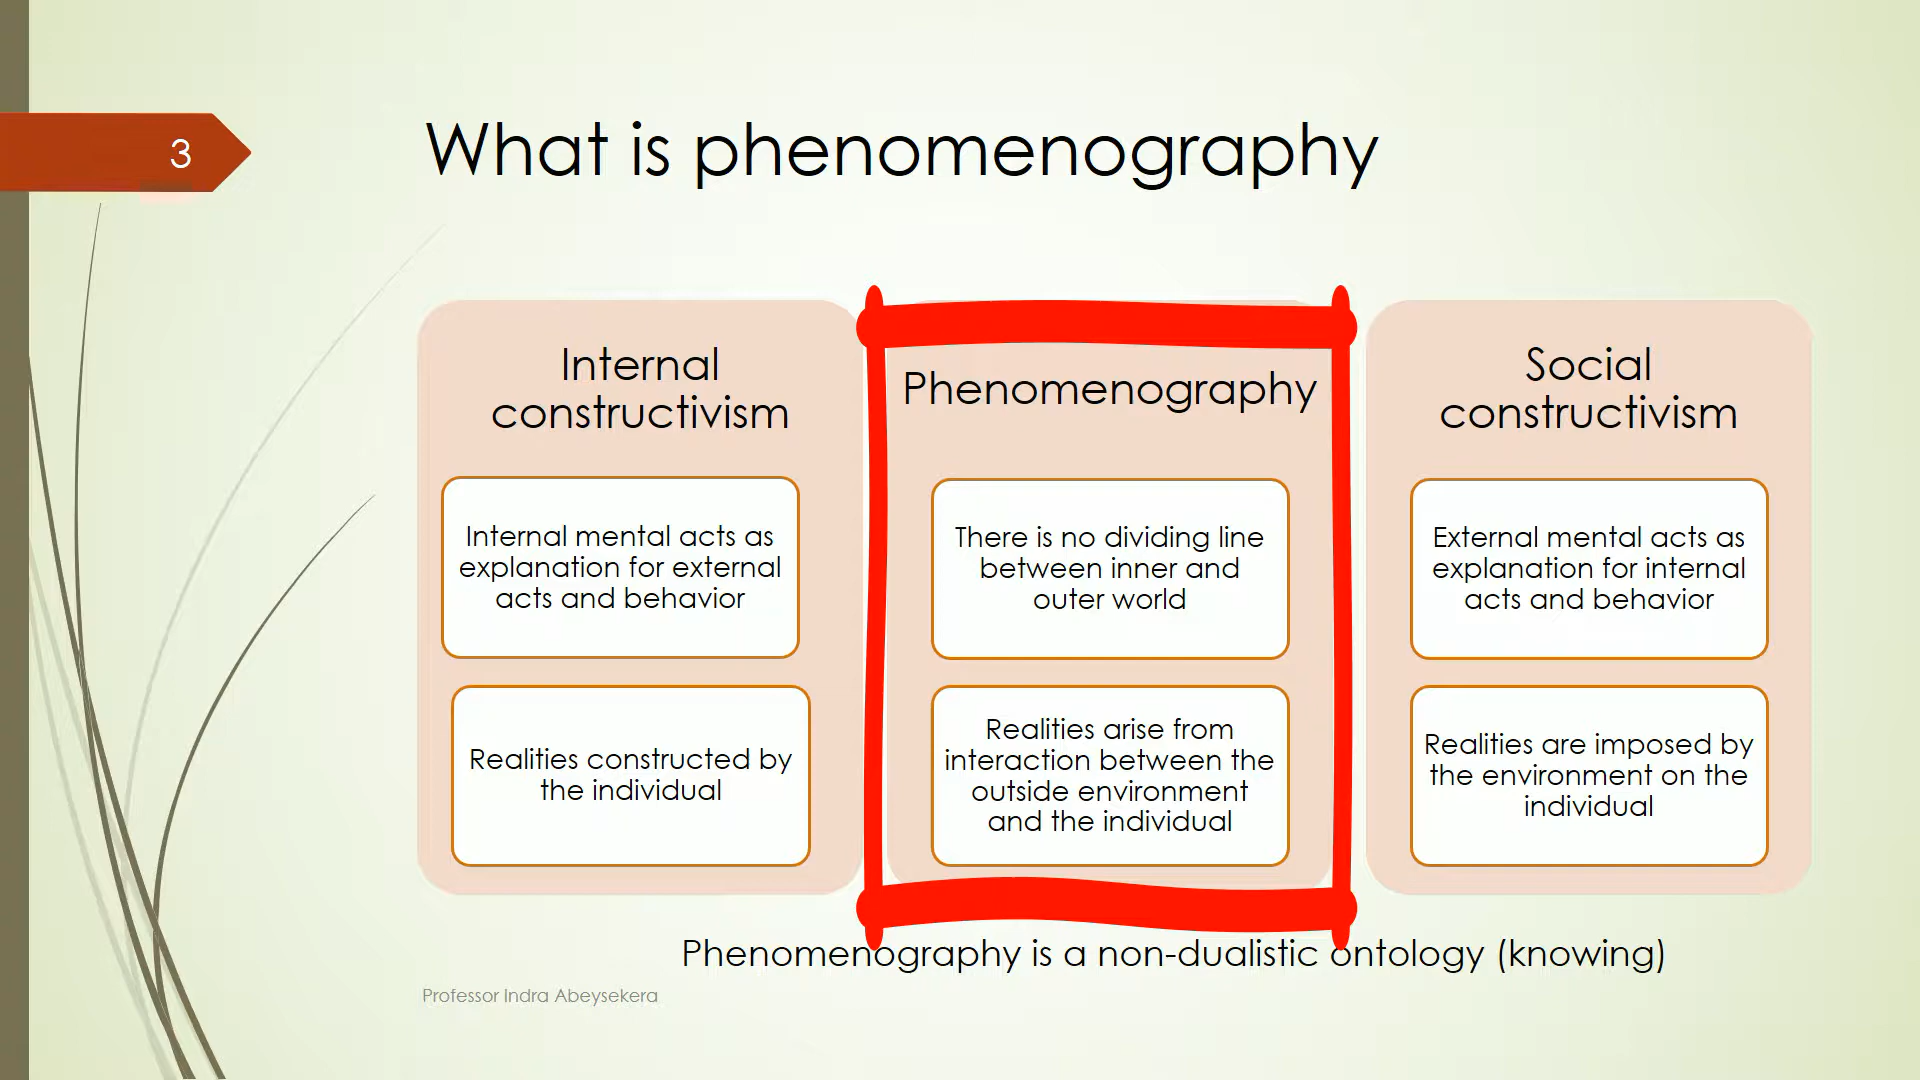 3
What is phenomenography
Internal
constructivism
Internal mental acts as
explanation for external
acts and behavior
Realities constructed by
the individual
Phenomenography
There is no dividing line
between inner and
outer world
Realities arise from
interaction between the
outside environment
and the individual
Social
constructivism
External mental acts as
explanation for internal
acts and behavior
Realities are imposed by
the environment on the
individual
Phenomenography is a non-dualistic ontology (knowing)
Professor Indra Abeysekera